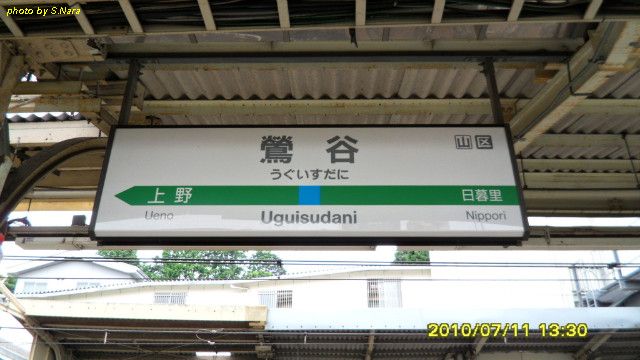 photo by S.Nara
鶯谷
山区
うぐいすだに
上野
日暮里
Ueno
Uguisudani
Nippori
2010/07/11 13:30